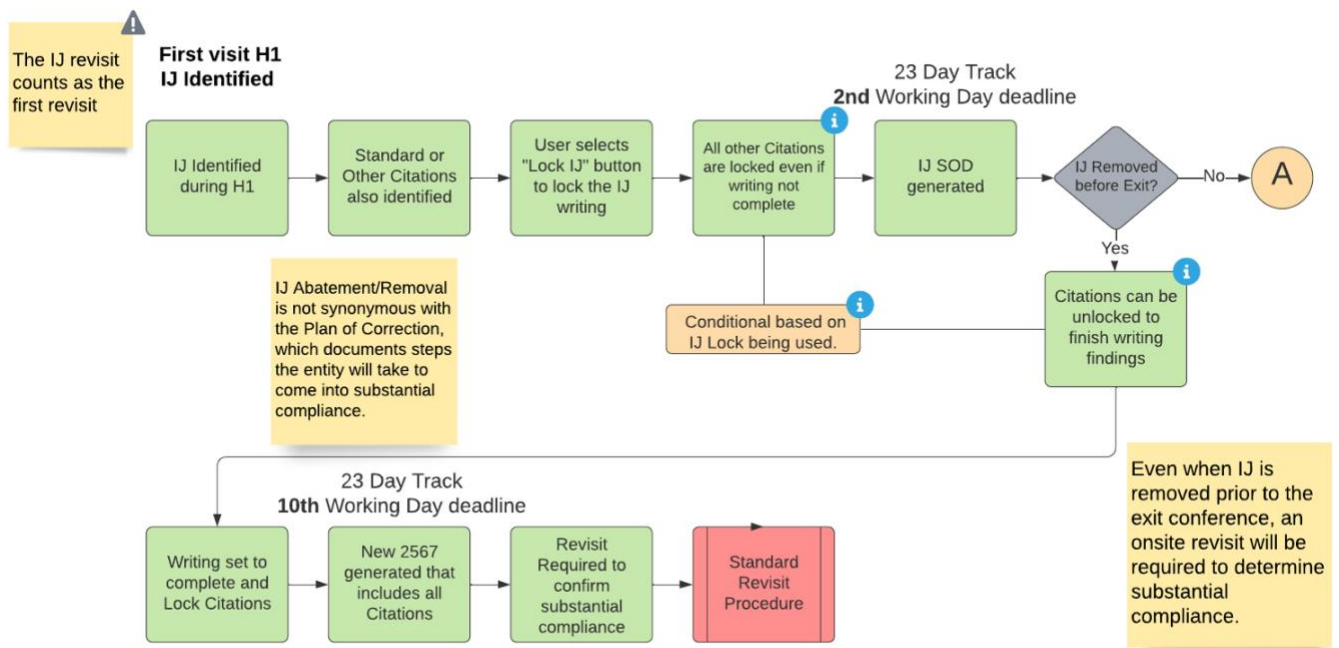 The IJ revisit
counts as the
first revisit
First visit H1
IJ Identified
23 Day Track
2nd Working Day deadline
IJ Identified
during H1
Standard or
Other Citations
also identified
User selects
"Lock IJ" button
to lock the IJ
writing
All other Citations
are locked even if
writing not
complete
i
IJ SOD
generated
IJ Removed
before Exit?
No
A
Yes
IJ Abatement/Removal
is not synonymous with
the Plan of Correction,
which documents steps
the entity will take to
come into substantial
compliance.
Conditional based on
IJ Lock being used.
i
Citations can be
unlocked to
finish writing
findings
i
23 Day Track
10th Working Day deadline
Writing set to
complete and
Lock Citations
New 2567
generated that
includes all
Citations
Revisit
Required to
confirm
substantial
compliance
Standard
Revisit
Procedure
Even when IJ is
removed prior to the
exit conference, an
onsite revisit will be
required to determine
substantial
compliance.